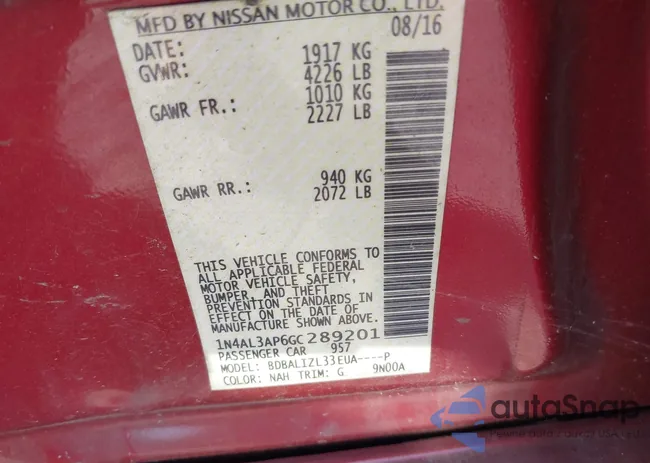 MFD BY NISSAN MOTOR CO., LTD.
DATE: 08/16
GVWR: 1917 KG
4226 LB
GAWR FR.: 1010 KG
2227 LB
GAWR RR.: 940 KG
2072 LB
THIS VEHICLE CONFORMS TO
ALL APPLICABLE FEDERAL
MOTOR VEHICLE SAFETY,
BUMPER, AND THEFT
PREVENTION STANDARDS IN
EFFECT ON THE DATE OF
MANUFACTURE SHOWN ABOVE.
1N4AL3AP6GC289201
PASSENGER CAR 957
MODEL: BDBALIZL33EUA----P
COLOR: NAH TRIM: G 9N00A
autaSnap